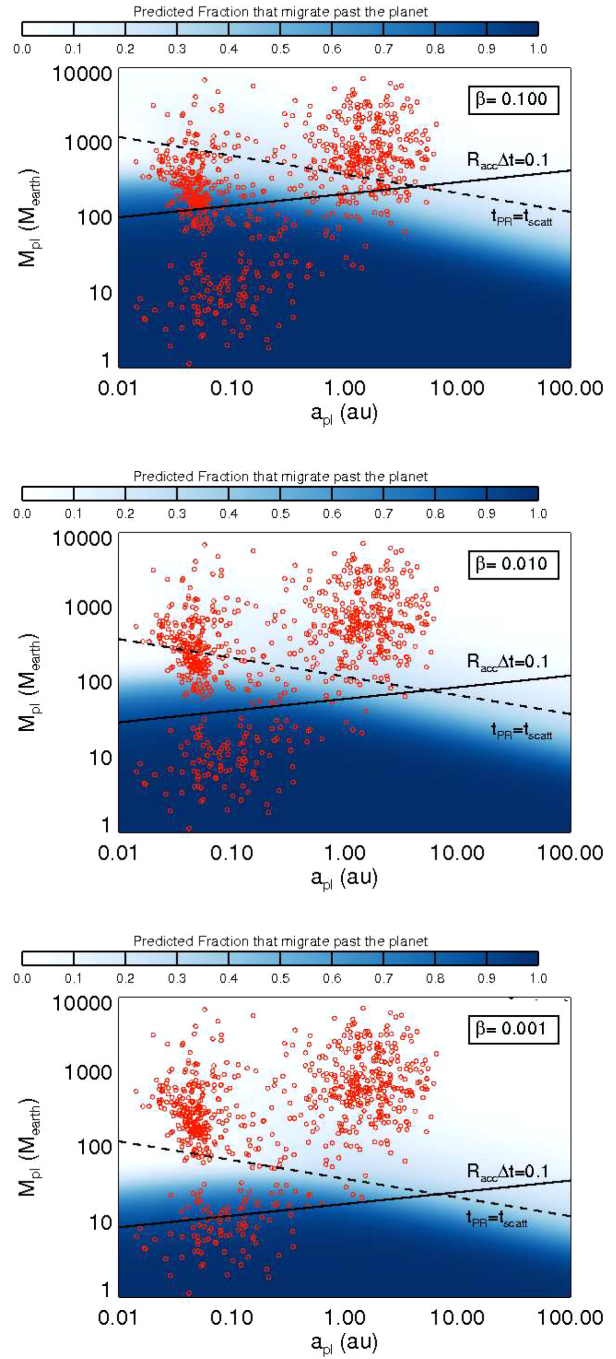 Predicted Fraction that migrate past the planet
0.0 0.1 0.2 0.3 0.4 0.5 0.6 0.7 0.8 0.9 1.0
10000
β= 0.100
1000
R_acc Δt=0.1
M_pl (M_earth)
100
t_PR=t_scatt
10
1
0.01 0.10 1.00 10.00 100.00
a_pl (au)
Predicted Fraction that migrate past the planet
0.0 0.1 0.2 0.3 0.4 0.5 0.6 0.7 0.8 0.9 1.0
10000
β= 0.010
1000
R_acc Δt=0.1
M_pl (M_earth)
100
t_PR=t_scatt
10
1
0.01 0.10 1.00 10.00 100.00
a_pl (au)
Predicted Fraction that migrate past the planet
0.0 0.1 0.2 0.3 0.4 0.5 0.6 0.7 0.8 0.9 1.0
10000
β= 0.001
1000
M_pl (M_earth)
100
R_acc Δt=0.1
10
t_PR=t_scatt
1
0.01 0.10 1.00 10.00 100.00
a_pl (au)